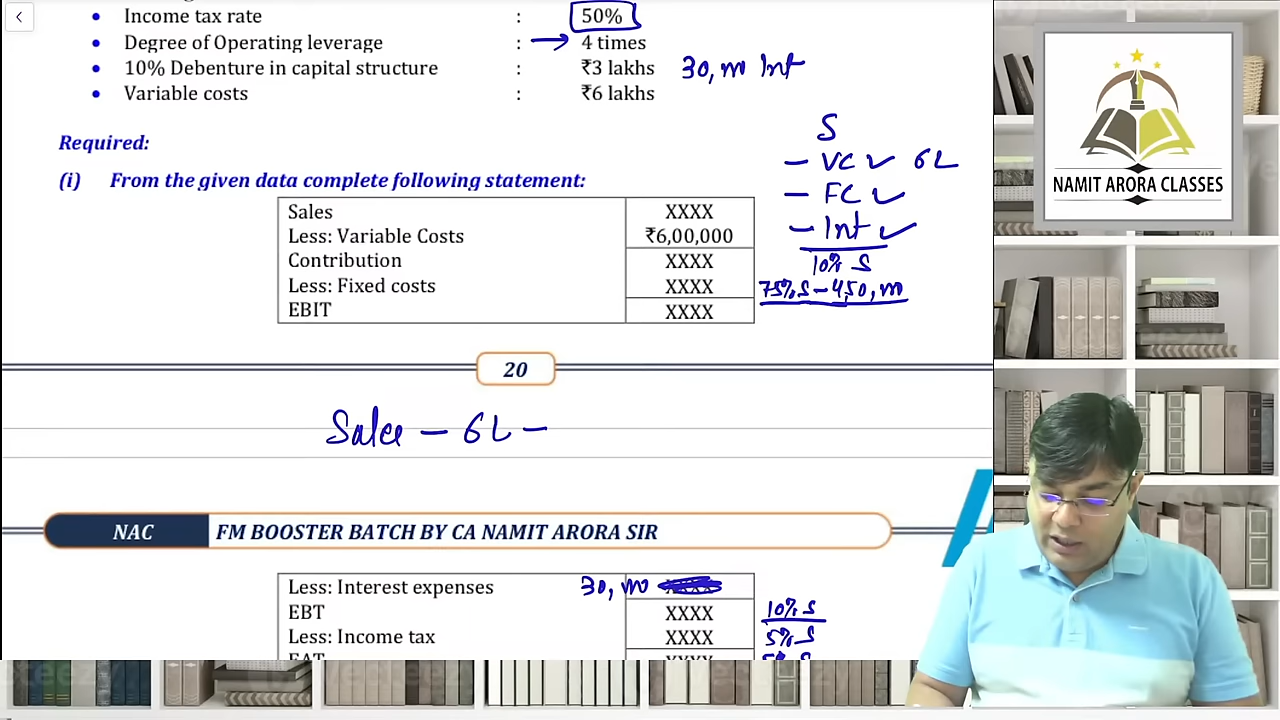 • Income tax rate : 50%
• Degree of Operating leverage : → 4 times
• 10% Debenture in capital structure : ₹3 lakhs 30, m Int
• Variable costs : ₹6 lakhs
Required:
(i) From the given data complete following statement:
Sales XXXX
Less: Variable Costs ₹6,00,000
Contribution XXXX
Less: Fixed costs XXXX
EBIT XXXX
S
– VC ✓ 6L
– FC ✓
– Int ✓
10% S
75% S – 4,50, m
20
Sales – 6L –
NAC FM BOOSTER BATCH BY CA NAMIT ARORA SIR
Less: Interest expenses 30, m
EBT XXXX 10% S
Less: Income tax XXXX 5% S
NAMIT ARORA CLASSES